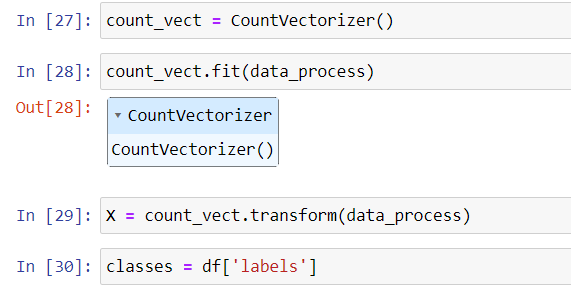 In [27]: count_vect = CountVectorizer()
In [28]: count_vect.fit(data_process)
Out[28]: ▾ CountVectorizer
CountVectorizer()
In [29]: X = count_vect.transform(data_process)
In [30]: classes = df['labels']